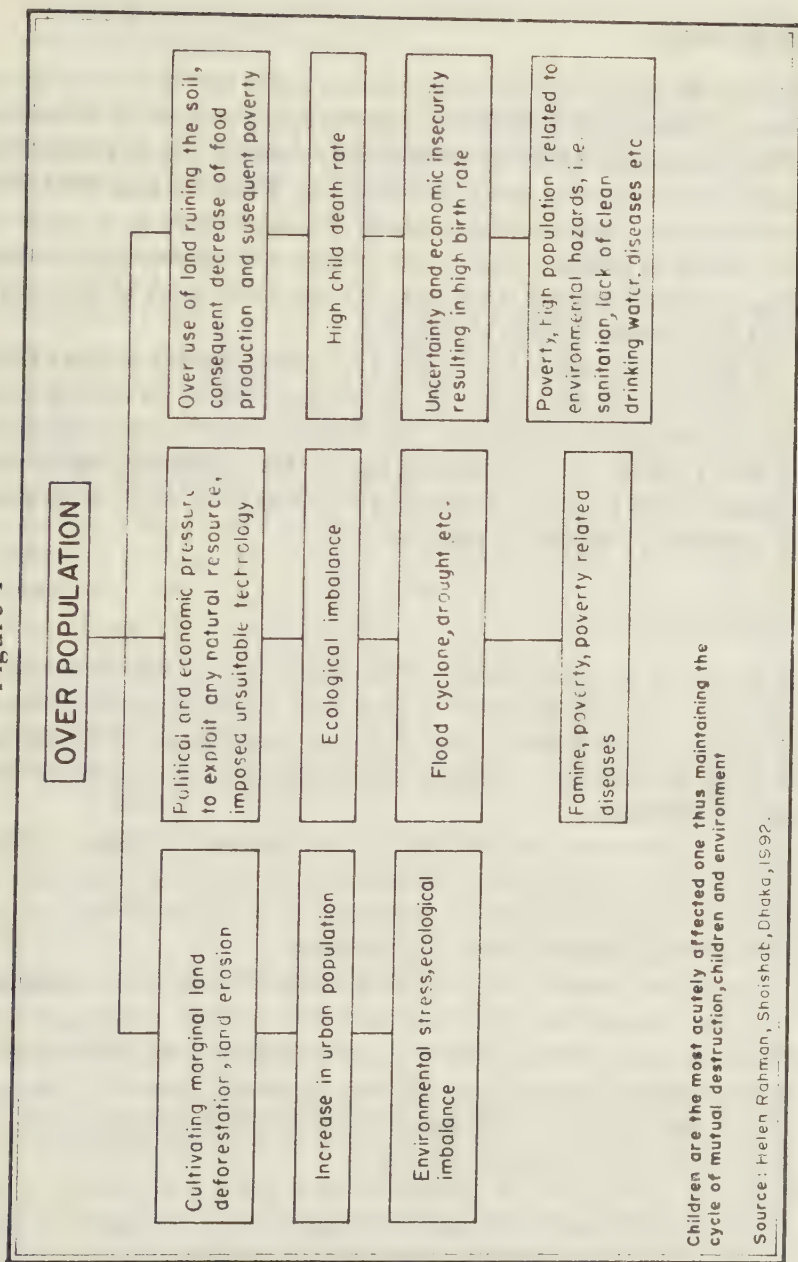 Figure 1
OVER POPULATION
Cultivating marginal land
deforestation, land erosion
Increase in urban population
Environmental stress, ecological
imbalance
Political and economic pressure
to exploit any natural resource,
imposed unsuitable technology
Ecological imbalance
Flood cyclone, drought etc.
Famine, poverty, poverty related
diseases
Over use of land ruining the soil,
consequent decrease of food
production and susequent poverty
High child death rate
Uncertainty and economic insecurity
resulting in high birth rate
Poverty, high population related to
environmental hazards, i.e.
sanitation, lack of clean
drinking water, diseases etc
Children are the most acutely affected one thus maintaining the
cycle of mutual destruction, children and environment
Source: Helen Rahman, Shoishab, Dhaka, 1992.